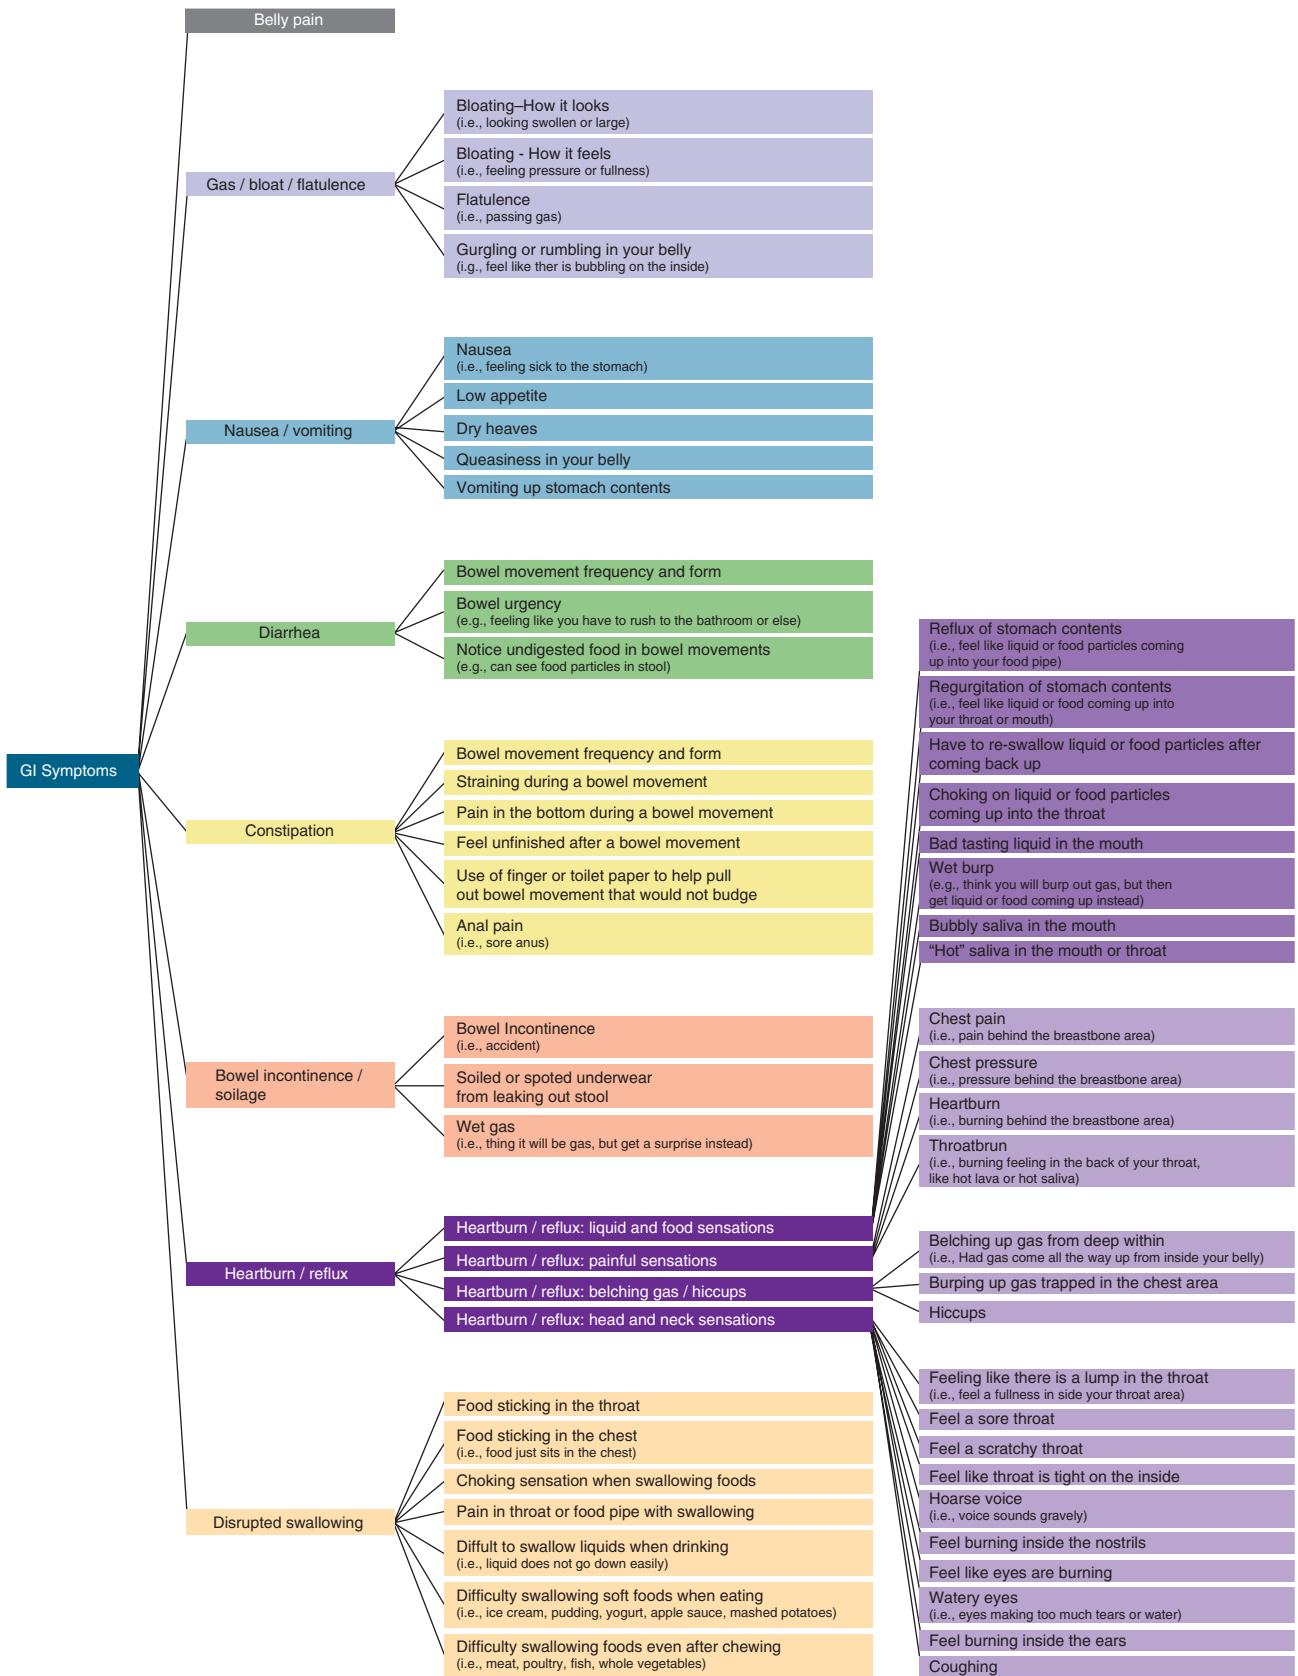 GI Symptoms
Belly pain
Gas / bloat / flatulence
Bloating–How it looks
(i.e., looking swollen or large)
Bloating - How it feels
(i.e., feeling pressure or fullness)
Flatulence
(i.e., passing gas)
Gurgling or rumbling in your belly
(i.g., feel like ther is bubbling on the inside)
Nausea / vomiting
Nausea
(i.e., feeling sick to the stomach)
Low appetite
Dry heaves
Queasiness in your belly
Vomiting up stomach contents
Diarrhea
Bowel movement frequency and form
Bowel urgency
(e.g., feeling like you have to rush to the bathroom or else)
Notice undigested food in bowel movements
(e.g., can see food particles in stool)
Constipation
Bowel movement frequency and form
Straining during a bowel movement
Pain in the bottom during a bowel movement
Feel unfinished after a bowel movement
Use of finger or toilet paper to help pull
out bowel movement that would not budge
Anal pain
(i.e., sore anus)
Bowel incontinence /
soilage
Bowel Incontinence
(i.e., accident)
Soiled or spoted underwear
from leaking out stool
Wet gas
(i.e., thing it will be gas, but get a surprise instead)
Heartburn / reflux
Heartburn / reflux: liquid and food sensations
Reflux of stomach contents
(i.e., feel like liquid or food particles coming
up into your food pipe)
Regurgitation of stomach contents
(i.e., feel like liquid or food coming up into
your throat or mouth)
Have to re-swallow liquid or food particles after
coming back up
Choking on liquid or food particles
coming up into the throat
Bad tasting liquid in the mouth
Wet burp
(e.g., think you will burp out gas, but then
get liquid or food coming up instead)
Bubbly saliva in the mouth
“Hot” saliva in the mouth or throat
Heartburn / reflux: painful sensations
Chest pain
(i.e., pain behind the breastbone area)
Chest pressure
(i.e., pressure behind the breastbone area)
Heartburn
(i.e., burning behind the breastbone area)
Throatbrun
(i.e., burning feeling in the back of your throat,
like hot lava or hot saliva)
Heartburn / reflux: belching gas / hiccups
Belching up gas from deep within
(i.e., Had gas come all the way up from inside your belly)
Burping up gas trapped in the chest area
Hiccups
Heartburn / reflux: head and neck sensations
Feeling like there is a lump in the throat
(i.e., feel a fullness in side your throat area)
Feel a sore throat
Feel a scratchy throat
Feel like throat is tight on the inside
Hoarse voice
(i.e., voice sounds gravely)
Feel burning inside the nostrils
Feel like eyes are burning
Watery eyes
(i.e., eyes making too much tears or water)
Feel burning inside the ears
Coughing
Disrupted swallowing
Food sticking in the throat
Food sticking in the chest
(i.e., food just sits in the chest)
Choking sensation when swallowing foods
Pain in throat or food pipe with swallowing
Diffult to swallow liquids when drinking
(i.e., liquid does not go down easily)
Difficulty swallowing soft foods when eating
(i.e., ice cream, pudding, yogurt, apple sauce, mashed potatoes)
Difficulty swallowing foods even after chewing
(i.e., meat, poultry, fish, whole vegetables)